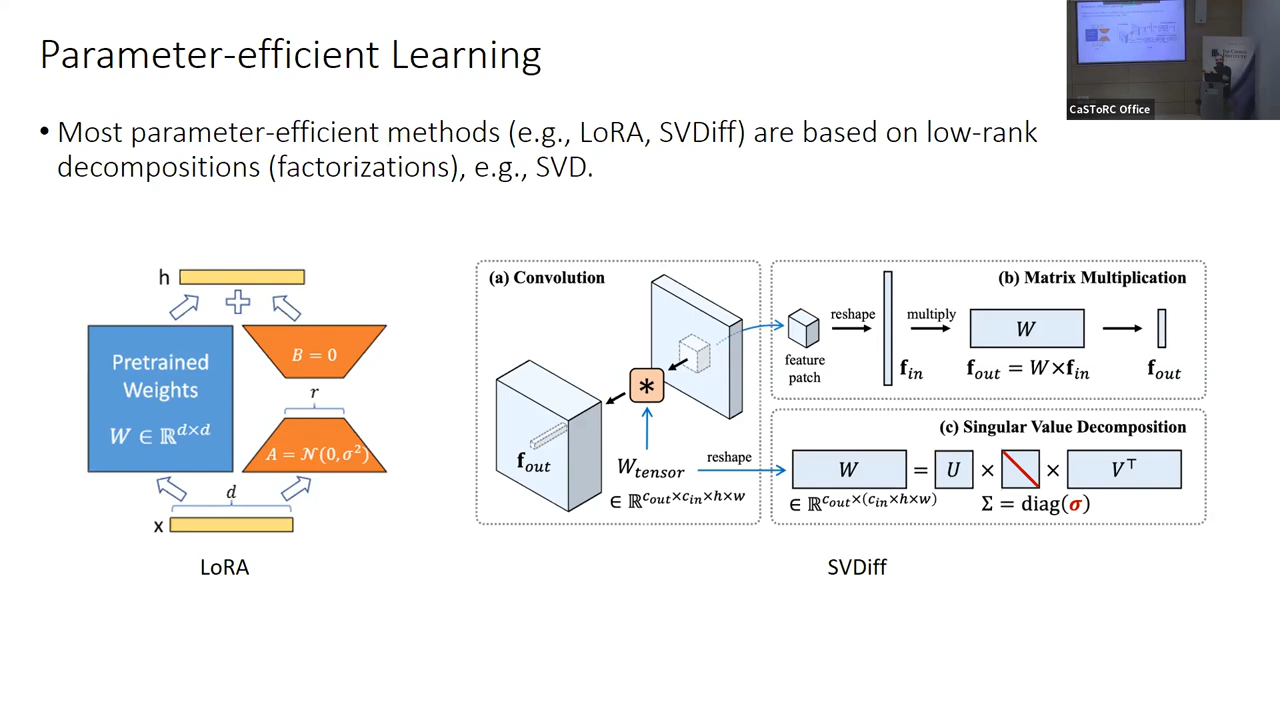 Parameter-efficient Learning
CaSToRC Office
• Most parameter-efficient methods (e.g., LoRA, SVDiff) are based on low-rank
decompositions (factorizations), e.g., SVD.
h
Pretrained
Weights
W ∈ ℝ^{d×d}
B = 0
r
A = 𝒩(0, σ²)
d
x
LoRA
(a) Convolution
*
f_out
W_tensor
∈ ℝ^{c_out×c_in×h×w}
reshape
(b) Matrix Multiplication
feature
patch
reshape
f_in
multiply
W
f_out = W×f_in
f_out
(c) Singular Value Decomposition
W = U × × V^⊤
∈ ℝ^{c_out×(c_in×h×w)}
Σ = diag(σ)
SVDiff